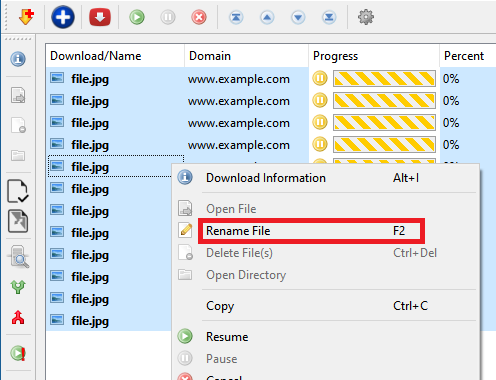 Download/Name Domain Progress Percent
file.jpg www.example.com 0%
file.jpg www.example.com 0%
file.jpg www.example.com 0%
file.jpg www.example.com 0%
file.jpg
file.jpg
file.jpg
file.jpg
file.jpg
file.jpg
file.jpg
Download Information Alt+I
Open File
Rename File F2
Delete File(s) Ctrl+Del
Open Directory
Copy Ctrl+C
Resume
Pause